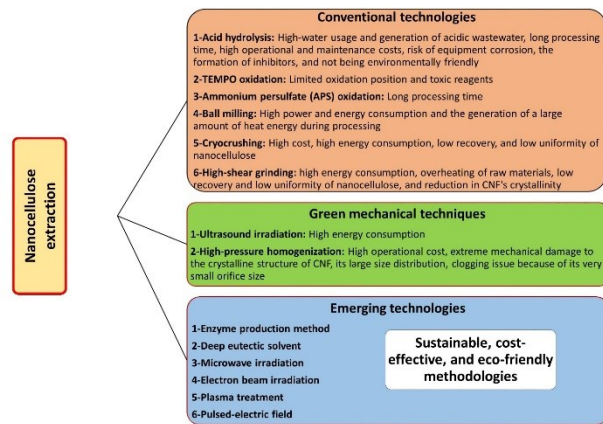 Nanocellulose
extraction
Conventional technologies
1-Acid hydrolysis: High-water usage and generation of acidic wastewater, long processing
time, high operational and maintenance costs, risk of equipment corrosion, the
formation of inhibitors, and not being environmentally friendly
2-TEMPO oxidation: Limited oxidation position and toxic reagents
3-Ammonium persulfate (APS) oxidation: Long processing time
4-Ball milling: High power and energy consumption and the generation of a large
amount of heat energy during processing
5-Cryocrushing: High cost, high energy consumption, low recovery, and low uniformity of
nanocellulose
6-High-shear grinding: high energy consumption, overheating of raw materials, low
recovery and low uniformity of nanocellulose, and reduction in CNF's crystallinity
Green mechanical techniques
1-Ultrasound irradiation: High energy consumption
2-High-pressure homogenization: High operational cost, extreme mechanical damage to
the crystalline structure of CNF, its large size distribution, clogging issue because of its very
small orifice size
Emerging technologies
1-Enzyme production method
2-Deep eutectic solvent
3-Microwave irradiation
4-Electron beam irradiation
5-Plasma treatment
6-Pulsed-electric field
Sustainable, cost-
effective, and eco-friendly
methodologies